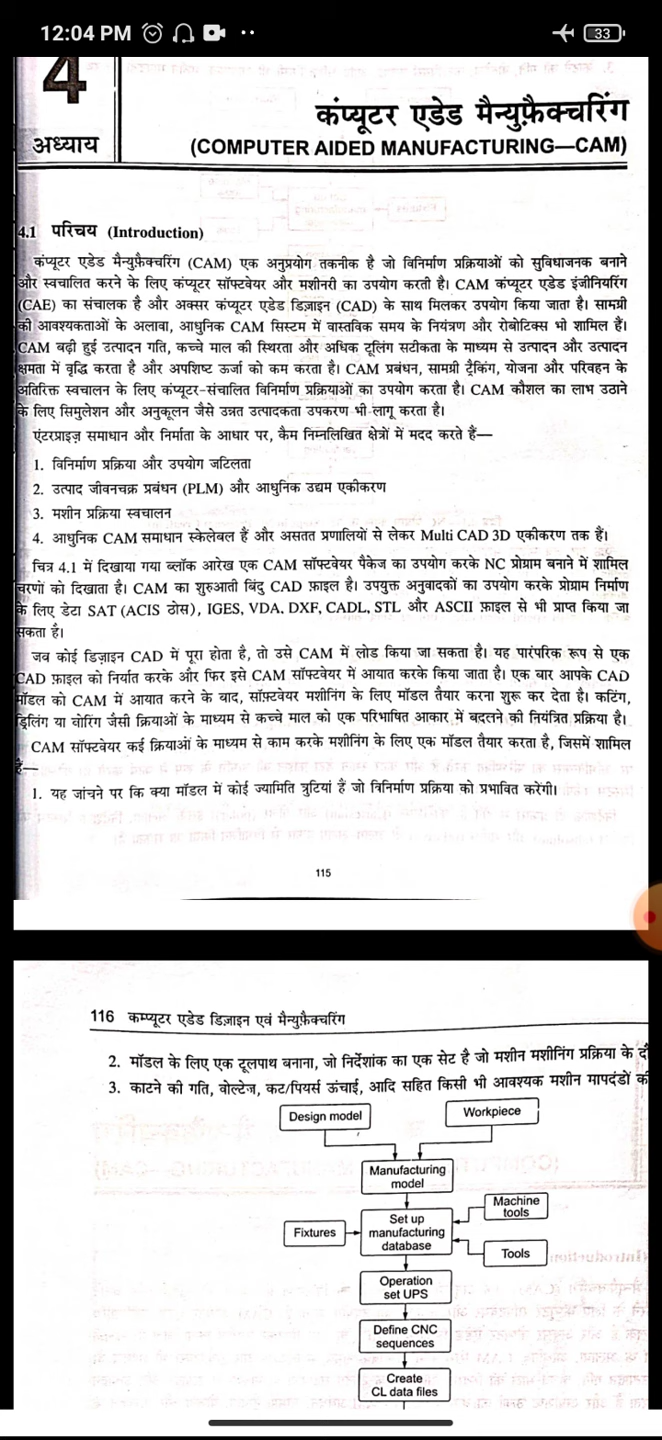 12:04 PM
33
4
अध्याय
कंप्यूटर एडेड मैन्युफ़ैक्चरिंग
(COMPUTER AIDED MANUFACTURING—CAM)
4.1 परिचय (Introduction)
कंप्यूटर एडेड मैन्युफ़ैक्चरिंग (CAM) एक अनुप्रयोग तकनीक है जो विनिर्माण प्रक्रियाओं को सुविधाजनक बनाने
और स्वचालित करने के लिए कंप्यूटर सॉफ्टवेयर और मशीनरी का उपयोग करती है। CAM कंप्यूटर एडेड इंजीनियरिंग
(CAE) का संचालक है और अक्सर कंप्यूटर एडेड डिज़ाइन (CAD) के साथ मिलकर उपयोग किया जाता है। सामग्री
की आवश्यकताओं के अलावा, आधुनिक CAM सिस्टम में वास्तविक समय के नियंत्रण और रोबोटिक्स भी शामिल हैं।
CAM बढ़ी हुई उत्पादन गति, कच्चे माल की स्थिरता और अधिक टूलिंग सटीकता के माध्यम से उत्पादन और उत्पादन
क्षमता में वृद्धि करता है और अपशिष्ट ऊर्जा को कम करता है। CAM प्रबंधन, सामग्री ट्रैकिंग, योजना और परिवहन के
अतिरिक्त स्वचालन के लिए कंप्यूटर-संचालित विनिर्माण प्रक्रियाओं का उपयोग करता है। CAM कौशल का लाभ उठाने
के लिए सिमुलेशन और अनुकूलन जैसे उन्नत उत्पादकता उपकरण भी लागू करता है।
एंटरप्राइज़ समाधान और निर्माता के आधार पर, कैम निम्नलिखित क्षेत्रों में मदद करते हैं—
1. विनिर्माण प्रक्रिया और उपयोग जटिलता
2. उत्पाद जीवनचक्र प्रबंधन (PLM) और आधुनिक उद्यम एकीकरण
3. मशीन प्रक्रिया स्वचालन
4. आधुनिक CAM समाधान स्केलेबल हैं और असतत प्रणालियों से लेकर Multi CAD 3D एकीकरण तक हैं।
चित्र 4.1 में दिखाया गया ब्लॉक आरेख एक CAM सॉफ्टवेयर पैकेज का उपयोग करके NC प्रोग्राम बनाने में शामिल
चरणों को दिखाता है। CAM का शुरुआती बिंदु CAD फ़ाइल है। उपयुक्त अनुवादकों का उपयोग करके प्रोग्राम निर्माण
के लिए डेटा SAT (ACIS ठोस), IGES, VDA, DXF, CADL, STL और ASCII फ़ाइल से भी प्राप्त किया जा
सकता है।
जब कोई डिज़ाइन CAD में पूरा होता है, तो उसे CAM में लोड किया जा सकता है। यह पारंपरिक रूप से एक
CAD फ़ाइल को निर्यात करके और फिर इसे CAM सॉफ्टवेयर में आयात करके किया जाता है। एक बार आपके CAD
मॉडल को CAM में आयात करने के बाद, सॉफ़्टवेयर मशीनिंग के लिए मॉडल तैयार करना शुरू कर देता है। कटिंग,
ड्रिलिंग या बोरिंग जैसी क्रियाओं के माध्यम से कच्चे माल को एक परिभाषित आकार में बदलने की नियंत्रित प्रक्रिया है।
CAM सॉफ्टवेयर कई क्रियाओं के माध्यम से काम करके मशीनिंग के लिए एक मॉडल तैयार करता है, जिसमें शामिल
हैं—
1. यह जांचने पर कि क्या मॉडल में कोई ज्यामिति त्रुटियां हैं जो विनिर्माण प्रक्रिया को प्रभावित करेंगी।
115
116 कम्प्यूटर एडेड डिज़ाइन एवं मैन्युफ़ैक्चरिंग
2. मॉडल के लिए एक टूलपाथ बनाना, जो निर्देशांक का एक सेट है जो मशीन मशीनिंग प्रक्रिया के
3. काटने की गति, वोल्टेज, कट/पियर्स ऊंचाई, आदि सहित किसी भी आवश्यक मशीन मापदंडों
Design model
Workpiece
Manufacturing
model
Machine
tools
Fixtures
Set up
manufacturing
database
Tools
Operation
set UPS
Define CNC
sequences
Create
CL data files